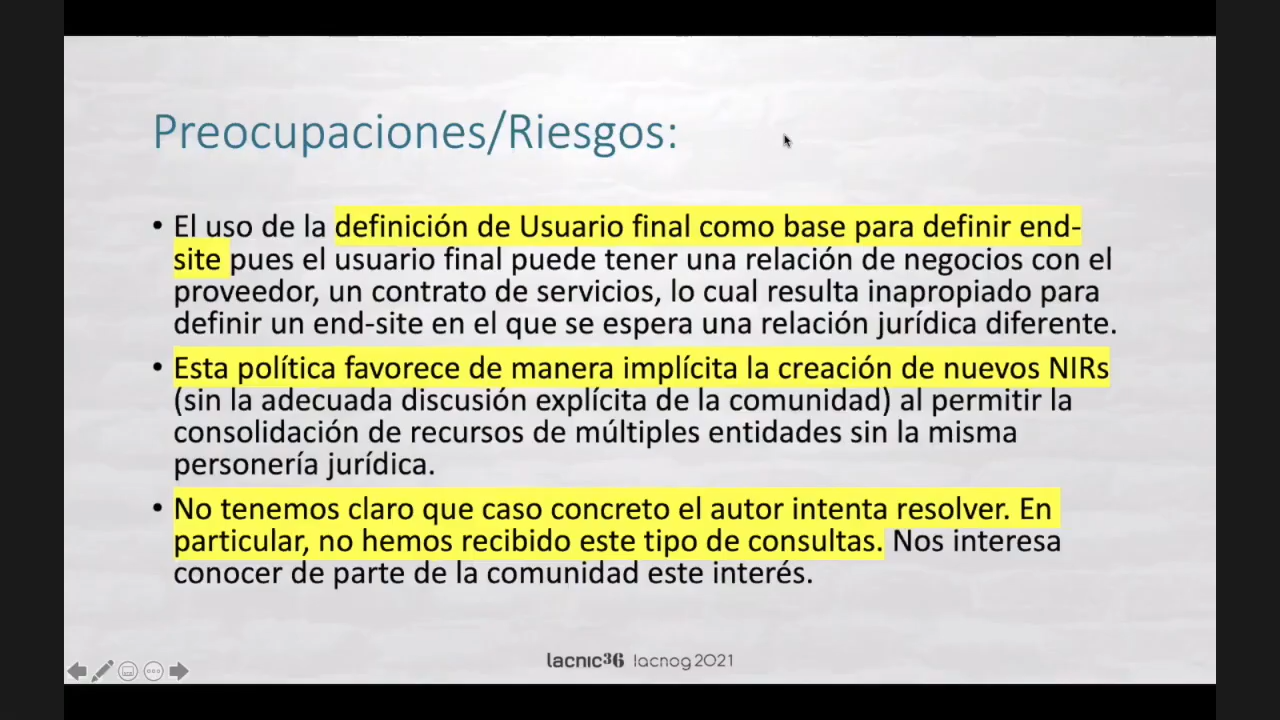 Preocupaciones/Riesgos:
• El uso de la definición de Usuario final como base para definir end-
site pues el usuario final puede tener una relación de negocios con el
proveedor, un contrato de servicios, lo cual resulta inapropiado para
definir un end-site en el que se espera una relación jurídica diferente.
• Esta política favorece de manera implícita la creación de nuevos NIRs
(sin la adecuada discusión explícita de la comunidad) al permitir la
consolidación de recursos de múltiples entidades sin la misma
personería jurídica.
• No tenemos claro que caso concreto el autor intenta resolver. En
particular, no hemos recibido este tipo de consultas. Nos interesa
conocer de parte de la comunidad este interés.
lacnic36 lacnog2021